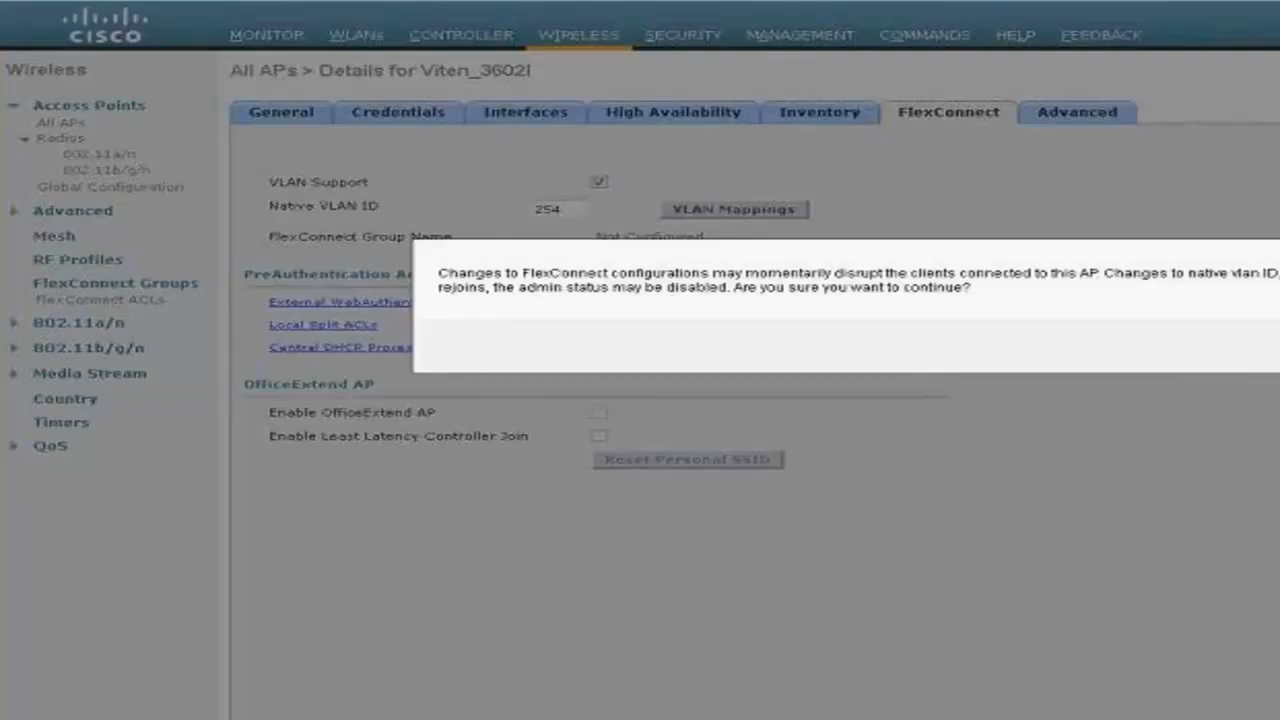 CISCO
MONITOR WLANs CONTROLLER WIRELESS SECURITY MANAGEMENT COMMANDS HELP FEEDBACK
Wireless
Access Points
All APs
Radios
802.11a/n
802.11b/g/n
Global Configuration
Advanced
Mesh
RF Profiles
FlexConnect Groups
FlexConnect ACLs
802.11a/n
802.11b/g/n
Media Stream
Country
Timers
QoS
All APs > Details for Viten_3602I
General Credentials Interfaces High Availability Inventory FlexConnect Advanced
VLAN Support
Native VLAN ID 254 VLAN Mappings
FlexConnect Group Name Not Configured
PreAuthentication Ac
External WebAuthen
Local Split ACLs
Central DHCP Proces
Changes to FlexConnect configurations may momentarily disrupt the clients connected to this AP. Changes to native vlan ID,
rejoins, the admin status may be disabled. Are you sure you want to continue?
OfficeExtend AP
Enable OfficeExtend AP
Enable Least Latency Controller Join
Reset Personal SSID